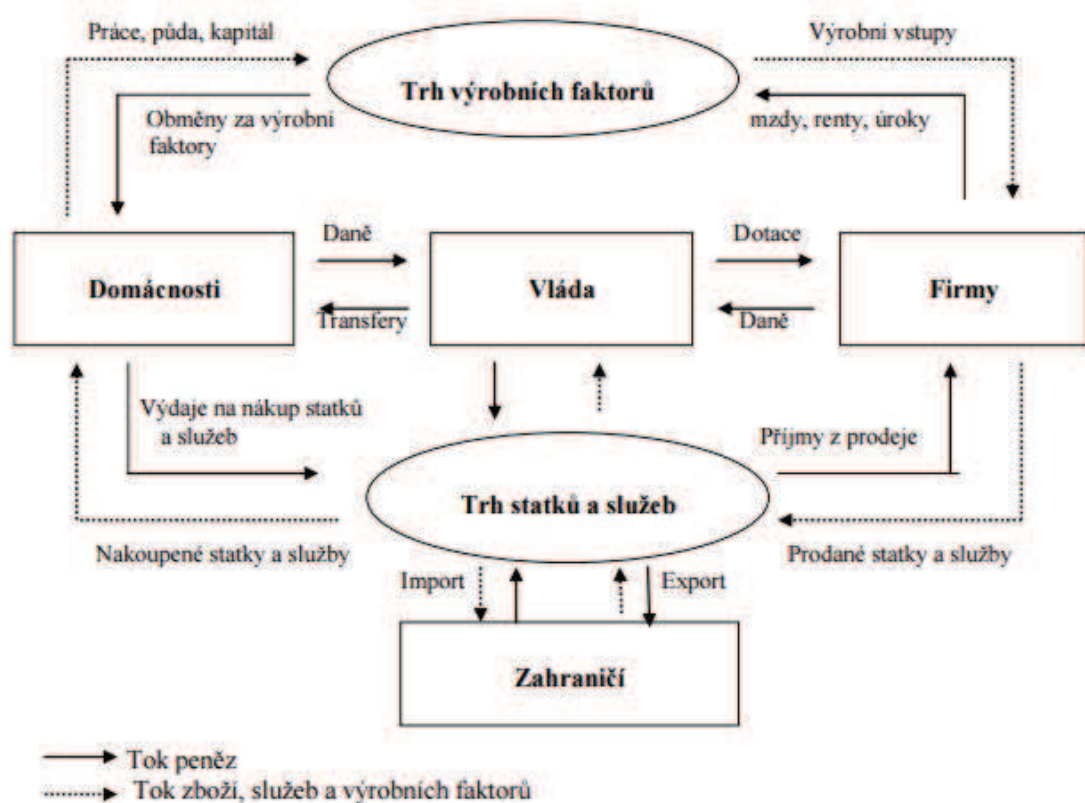 Práce, půda, kapitál
Výrobní vstupy
Trh výrobních faktorů
Obměny za výrobní
faktory
mzdy, renty, úroky
Daně
Dotace
Domácnosti
Vláda
Firmy
Transfery
Daně
Výdaje na nákup statků
a služeb
Příjmy z prodeje
Trh statků a služeb
Nakoupené statky a služby
Prodané statky a služby
Import
Export
Zahraničí
Tok peněz
Tok zboží, služeb a výrobních faktorů